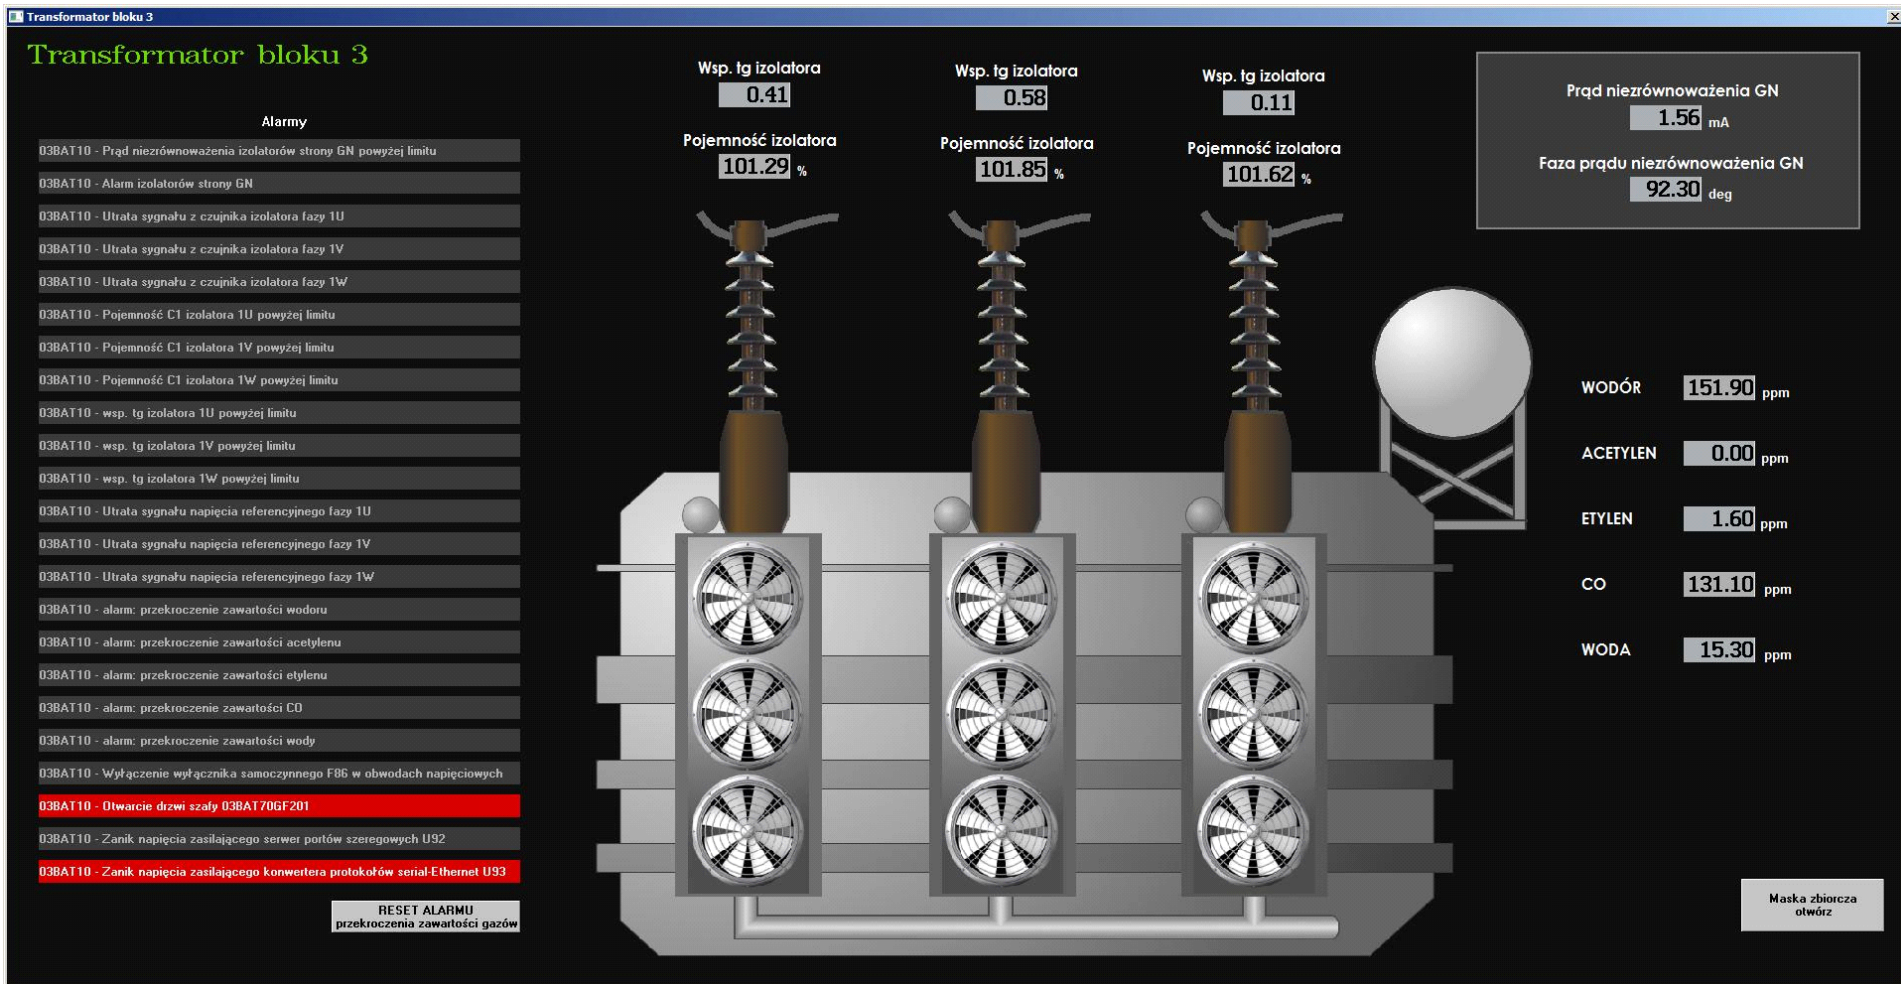 Transformator bloku 3
Transformator bloku 3
Alarmy
03BAT10 - Prąd niezrównoważenia izolatorów strony GN powyżej limitu
03BAT10 - Alarm izolatorów strony GN
03BAT10 - Utrata sygnału z czujnika izolatora fazy 1U
03BAT10 - Utrata sygnału z czujnika izolatora fazy 1V
03BAT10 - Utrata sygnału z czujnika izolatora fazy 1W
03BAT10 - Pojemność C1 izolatora 1U powyżej limitu
03BAT10 - Pojemność C1 izolatora 1V powyżej limitu
03BAT10 - Pojemność C1 izolatora 1W powyżej limitu
03BAT10 - wsp. tg izolatora 1U powyżej limitu
03BAT10 - wsp. tg izolatora 1V powyżej limitu
03BAT10 - wsp. tg izolatora 1W powyżej limitu
03BAT10 - Utrata sygnału napięcia referencyjnego fazy 1U
03BAT10 - Utrata sygnału napięcia referencyjnego fazy 1V
03BAT10 - Utrata sygnału napięcia referencyjnego fazy 1W
03BAT10 - alarm: przekroczenie zawartości wodoru
03BAT10 - alarm: przekroczenie zawartości acetylenu
03BAT10 - alarm: przekroczenie zawartości etylenu
03BAT10 - alarm: przekroczenie zawartości CO
03BAT10 - alarm: przekroczenie zawartości wody
03BAT10 - Wyłączenie wyłącznika samoczynnego F86 w obwodach napięciowych
03BAT10 - Otwarcie drzwi szafy 03BAT70GF201
03BAT10 - Zanik napięcia zasilającego serwer portów szeregowych U92
03BAT10 - Zanik napięcia zasilającego konwertera protokołów serial-Ethernet U93
RESET ALARMU
przekroczenia zawartości gazów
Wsp. tg izolatora
0.41
Pojemność izolatora
101.29 %
Wsp. tg izolatora
0.58
Pojemność izolatora
101.85 %
Wsp. tg izolatora
0.11
Pojemność izolatora
101.62 %
Prąd niezrównoważenia GN
1.56 mA
Faza prądu niezrównoważenia GN
92.30 deg
WODÓR 151.90 ppm
ACETYLEN 0.00 ppm
ETYLEN 1.60 ppm
CO 131.10 ppm
WODA 15.30 ppm
Maska zbiorcza
otwórz